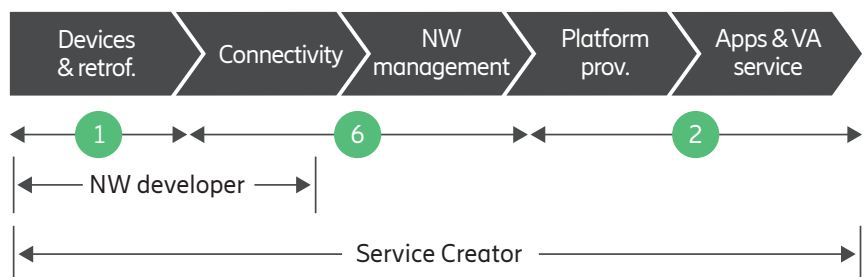 Devices
& retrof.
Connectivity
NW
management
Platform
prov.
Apps & VA
service
1
6
2
NW developer
Service Creator